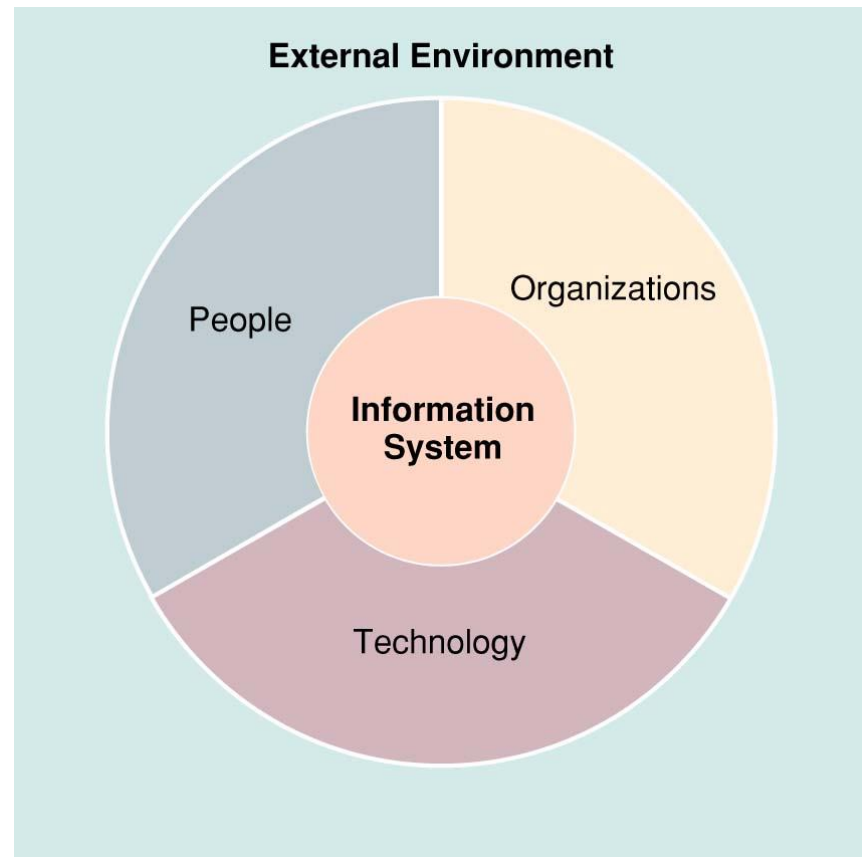 External Environment
People
Organizations
Information
System
Technology